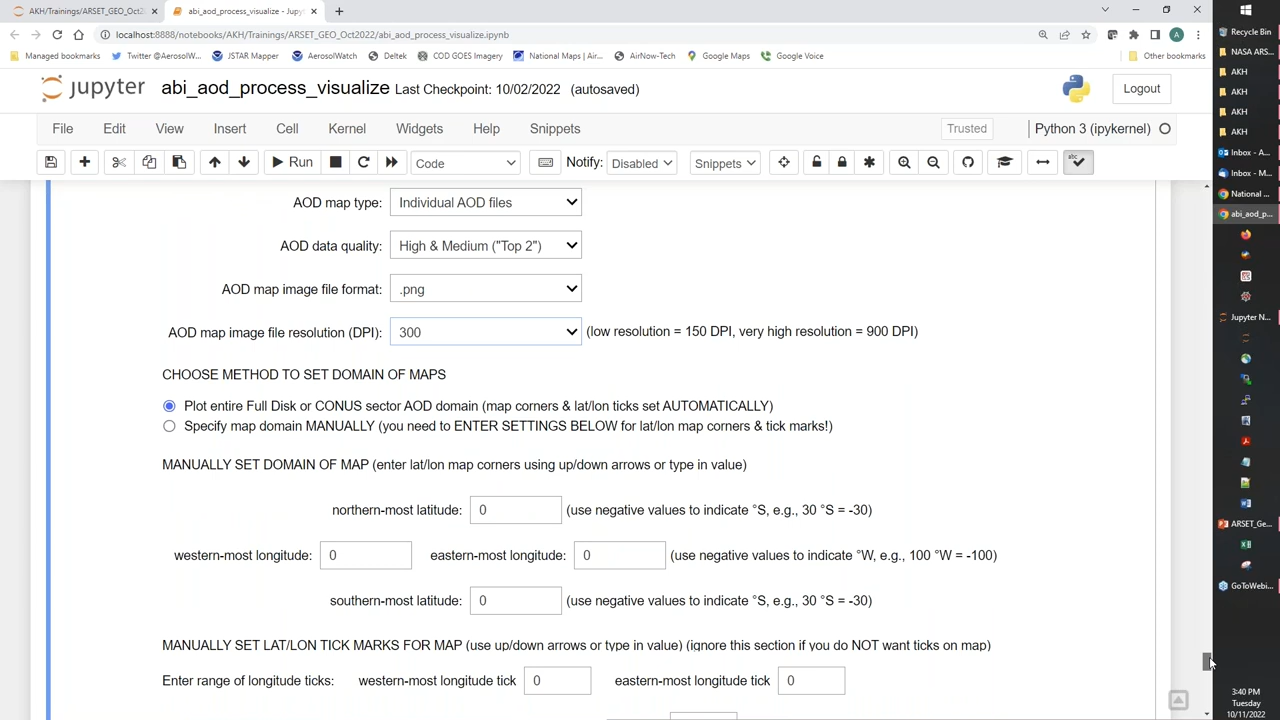 AKH/Trainings/ARSET_GEO_Oct20
abi_aod_process_visualize - Jupy
localhost:8888/notebooks/AKH/Trainings/ARSET_GEO_Oct2022/abi_aod_process_visualize.ipynb
Managed bookmarks
Twitter @AerosolW...
JSTAR Mapper
AerosolWatch
Deltek
COD GOES Imagery
Fire and Smoke Maps | Air...
AirNow-Tech
Google Maps
Google Voice
Other bookmarks
jupyter abi_aod_process_visualize Last Checkpoint: 10/02/2022 (autosaved)
Logout
File Edit View Insert Cell Kernel Widgets Help Snippets
Trusted
Python 3 (ipykernel)
Run
Code
Notify: Disabled
Snippets
AOD map type: Individual AOD files
AOD data quality: High & Medium ("Top 2")
AOD map image file format: .png
AOD map image file resolution (DPI): 300 (low resolution = 150 DPI, very high resolution = 900 DPI)
CHOOSE METHOD TO SET DOMAIN OF MAPS
Plot entire Full Disk or CONUS sector AOD domain (map corners & lat/lon ticks set AUTOMATICALLY)
Specify map domain MANUALLY (you need to ENTER SETTINGS BELOW for lat/lon map corners & tick marks!)
MANUALLY SET DOMAIN OF MAP (enter lat/lon map corners using up/down arrows or type in value)
northern-most latitude: 0 (use negative values to indicate °S, e.g., 30 °S = -30)
western-most longitude: 0 eastern-most longitude: 0 (use negative values to indicate °W, e.g., 100 °W = -100)
southern-most latitude: 0 (use negative values to indicate °S, e.g., 30 °S = -30)
MANUALLY SET LAT/LON TICK MARKS FOR MAP (use up/down arrows or type in value) (ignore this section if you do NOT want ticks on map)
Enter range of longitude ticks: western-most longitude tick 0 eastern-most longitude tick 0
Recycle Bin
NASA ARS...
AKH
AKH
AKH
AKH
Inbox - A...
Inbox - M...
National ...
abi_aod_p...
Jupyter N...
ARSET_Ge...
GoToWebi...
3:40 PM
Tuesday
10/11/2022